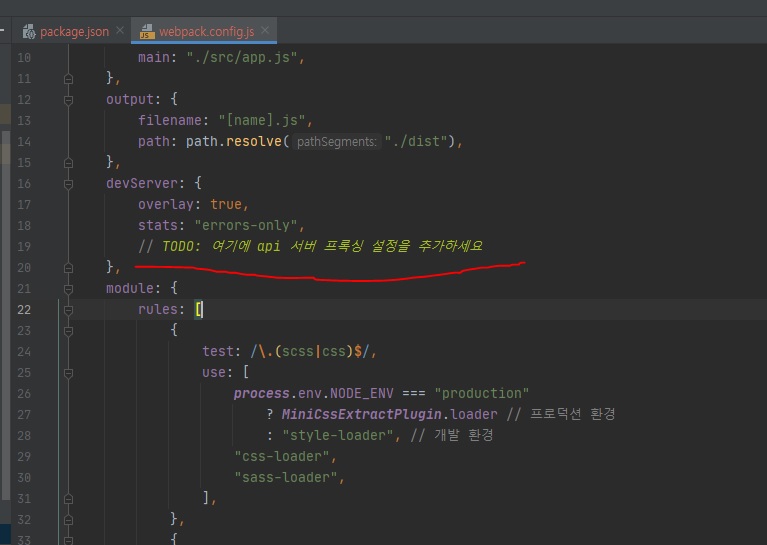 package.json
webpack.config.js
10 main: "./src/app.js",
11 },
12 output: {
13 filename: "[name].js",
14 path: path.resolve( pathSegments: "./dist"),
15 },
16 devServer: {
17 overlay: true,
18 stats: "errors-only",
19 // TODO: 여기에 api 서버 프록싱 설정을 추가하세요
20 },
21 module: {
22 rules: [
23 {
24 test: /\.(scss|css)$/,
25 use: [
26 process.env.NODE_ENV === "production"
27 ? MiniCssExtractPlugin.loader // 프로덕션 환경
28 : "style-loader", // 개발 환경
29 "css-loader",
30 "sass-loader",
31 ],
32 },
33 {